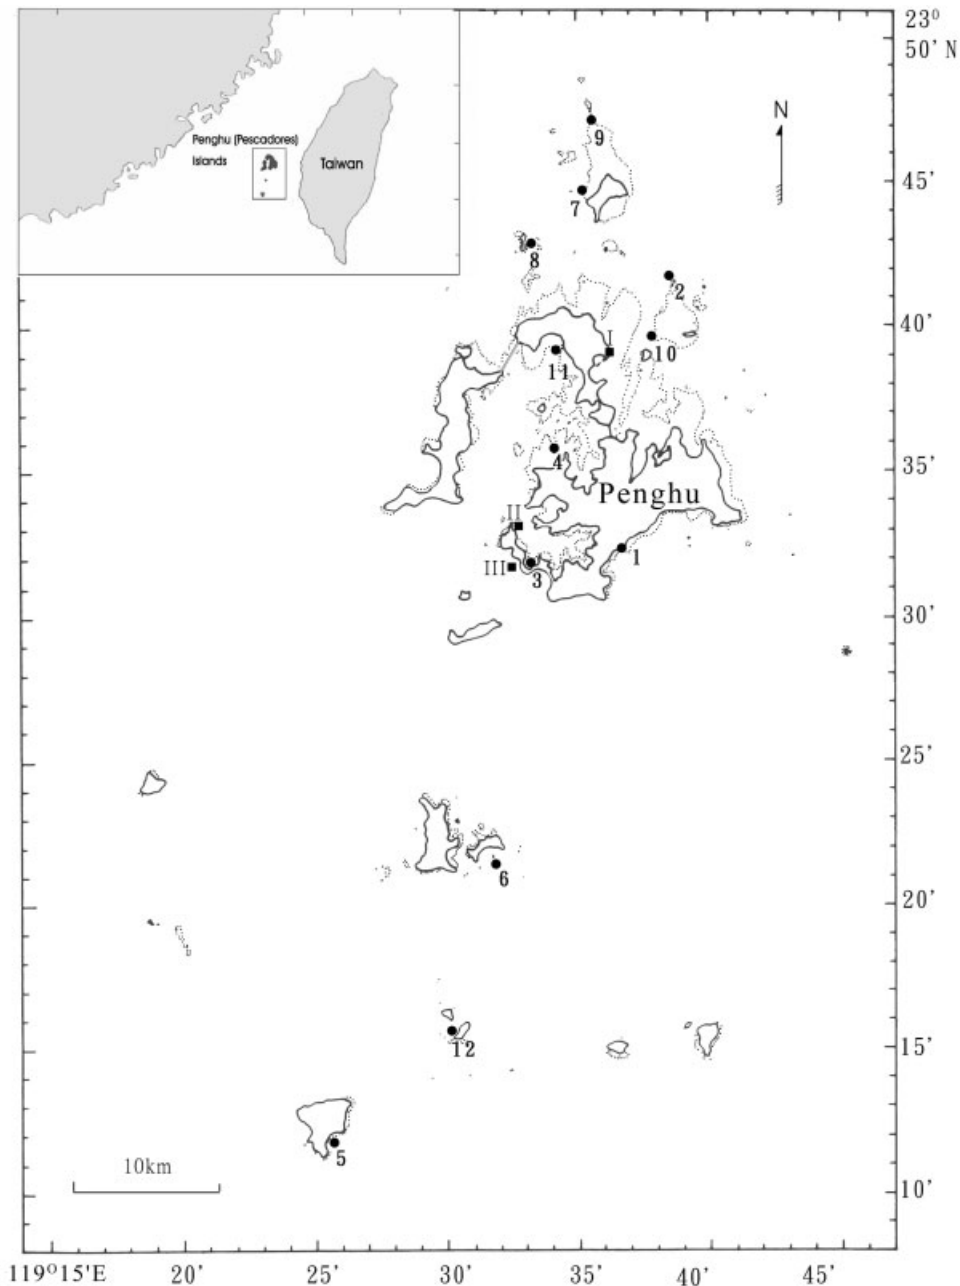 23°
50' N
Penghu (Pescadores)
Islands
Taiwan
N
9
45'
7
8
2
40'
I
10
11
4
35'
Penghu
II
1
III
3
30'
25'
6
20'
12
15'
5
10km
10'
119°15'E
20'
25'
30'
35'
40'
45'